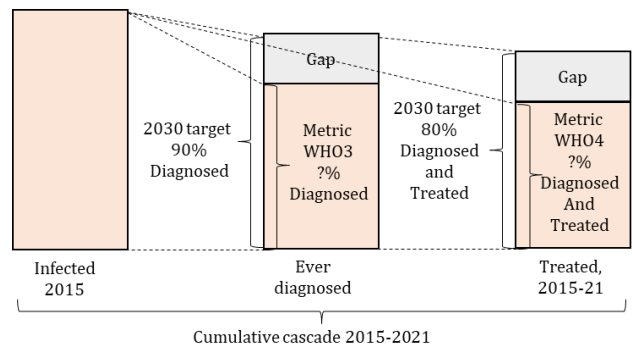 Gap
Gap
2030 target
90%
Diagnosed
Metric
WHO3
?%
Diagnosed
2030 target
80%
Diagnosed
and
Treated
Metric
WHO4
?%
Diagnosed
And
Treated
Infected
2015
Ever
diagnosed
Treated,
2015-21
Cumulative cascade 2015-2021